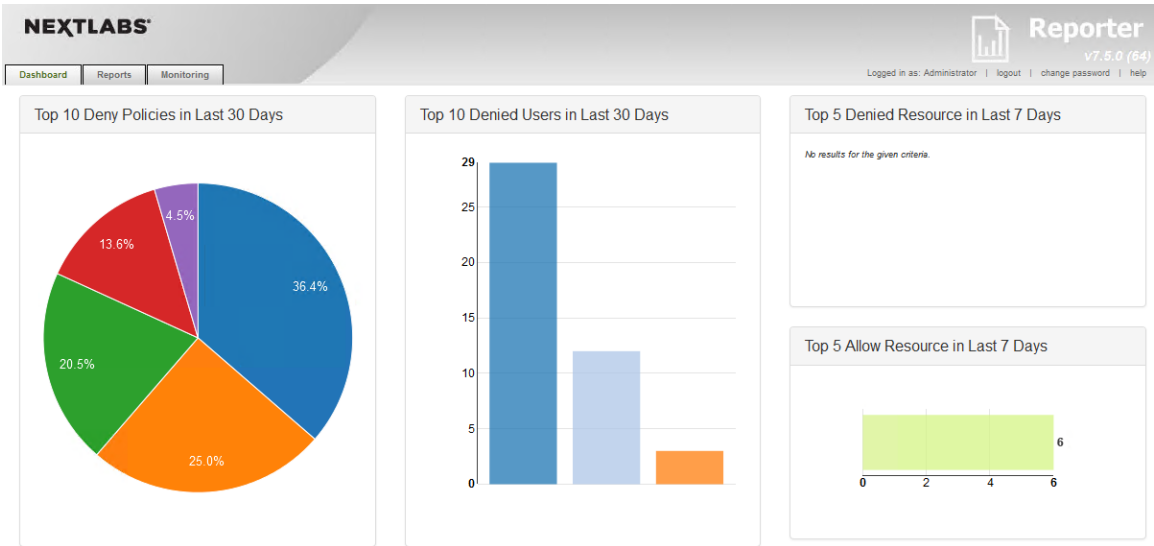 NEXTLABS®
Reporter
v7.5.0 (64)
Dashboard
Reports
Monitoring
Logged in as: Administrator | logout | change password | help
Top 10 Deny Policies in Last 30 Days
4.5%
13.6%
36.4%
20.5%
25.0%
Top 10 Denied Users in Last 30 Days
29
25
20
15
10
5
0
Top 5 Denied Resource in Last 7 Days
No results for the given criteria.
Top 5 Allow Resource in Last 7 Days
6
0 2 4 6